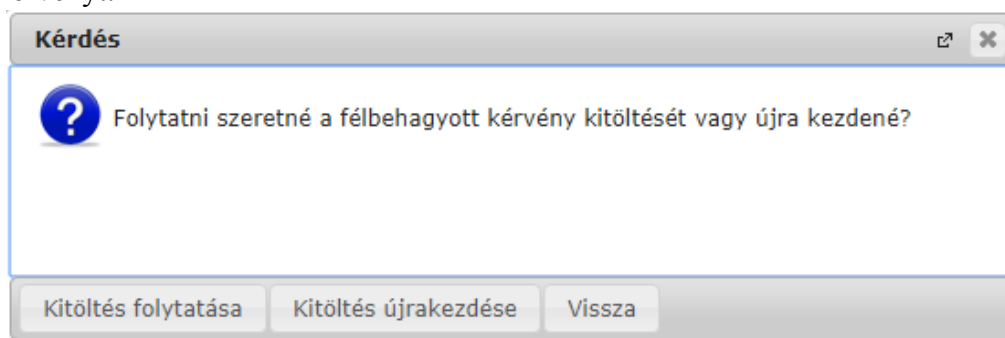 Kérdés
Folytatni szeretné a félbehagyott kérvény kitöltését vagy újra kezdené?
Kitöltés folytatása Kitöltés újrakezdése Vissza